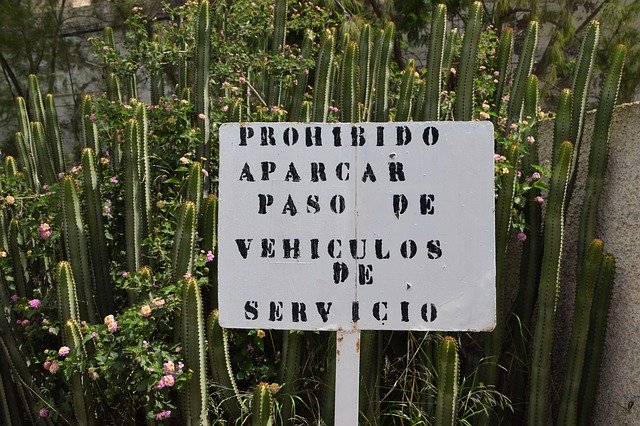 PROHIBIDO
APARCAR
PASO DE
VEHICULOS
DE
SERVICIO